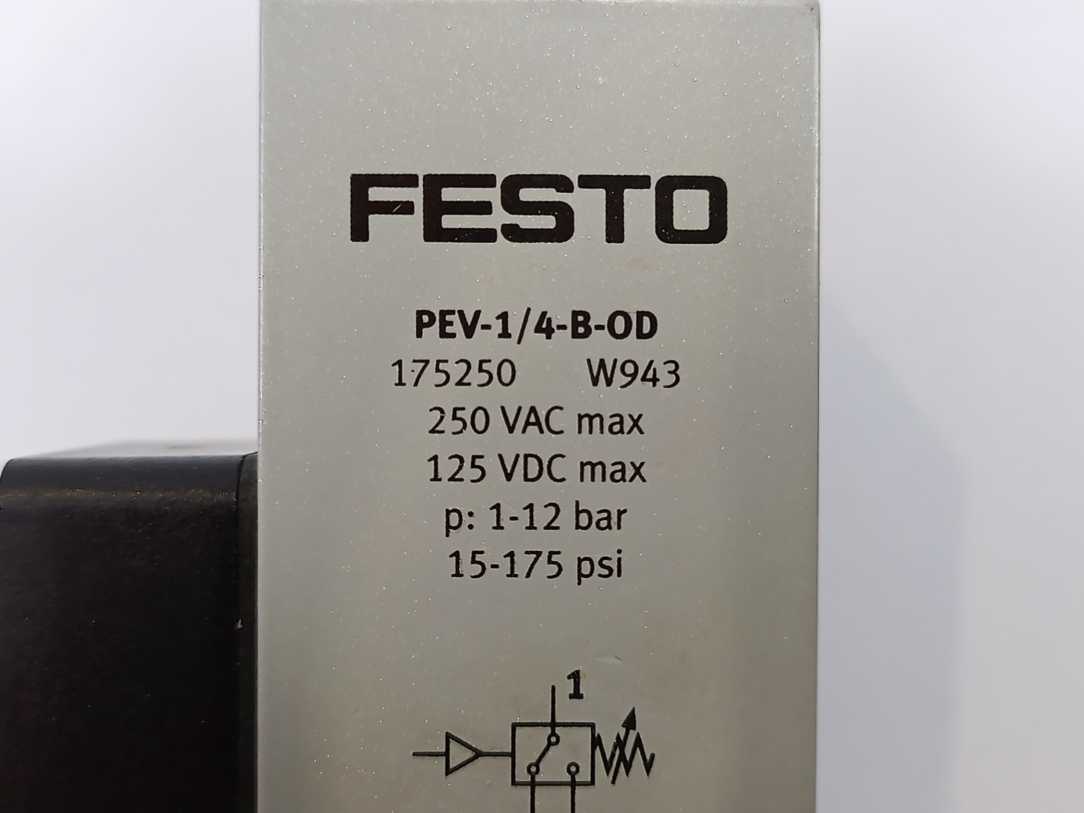 FESTO
PEV-1/4-B-OD
175250 W943
250 VAC max
125 VDC max
p: 1-12 bar
15-175 psi
1